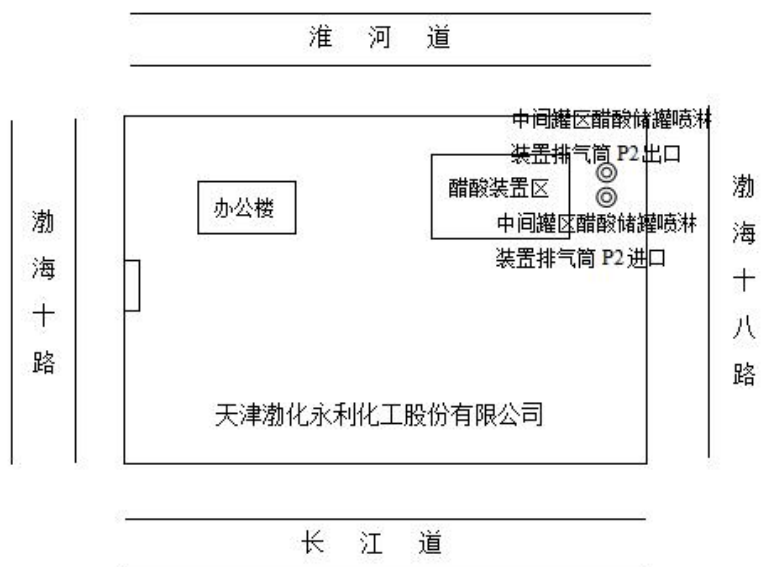 淮河道
中间罐区醋酸储罐喷淋
装置排气筒 P2出口
醋酸装置区
办公楼
中间罐区醋酸储罐喷淋
装置排气筒 P2进口
渤海十路
渤海十八路
天津渤化永利化工股份有限公司
长江道